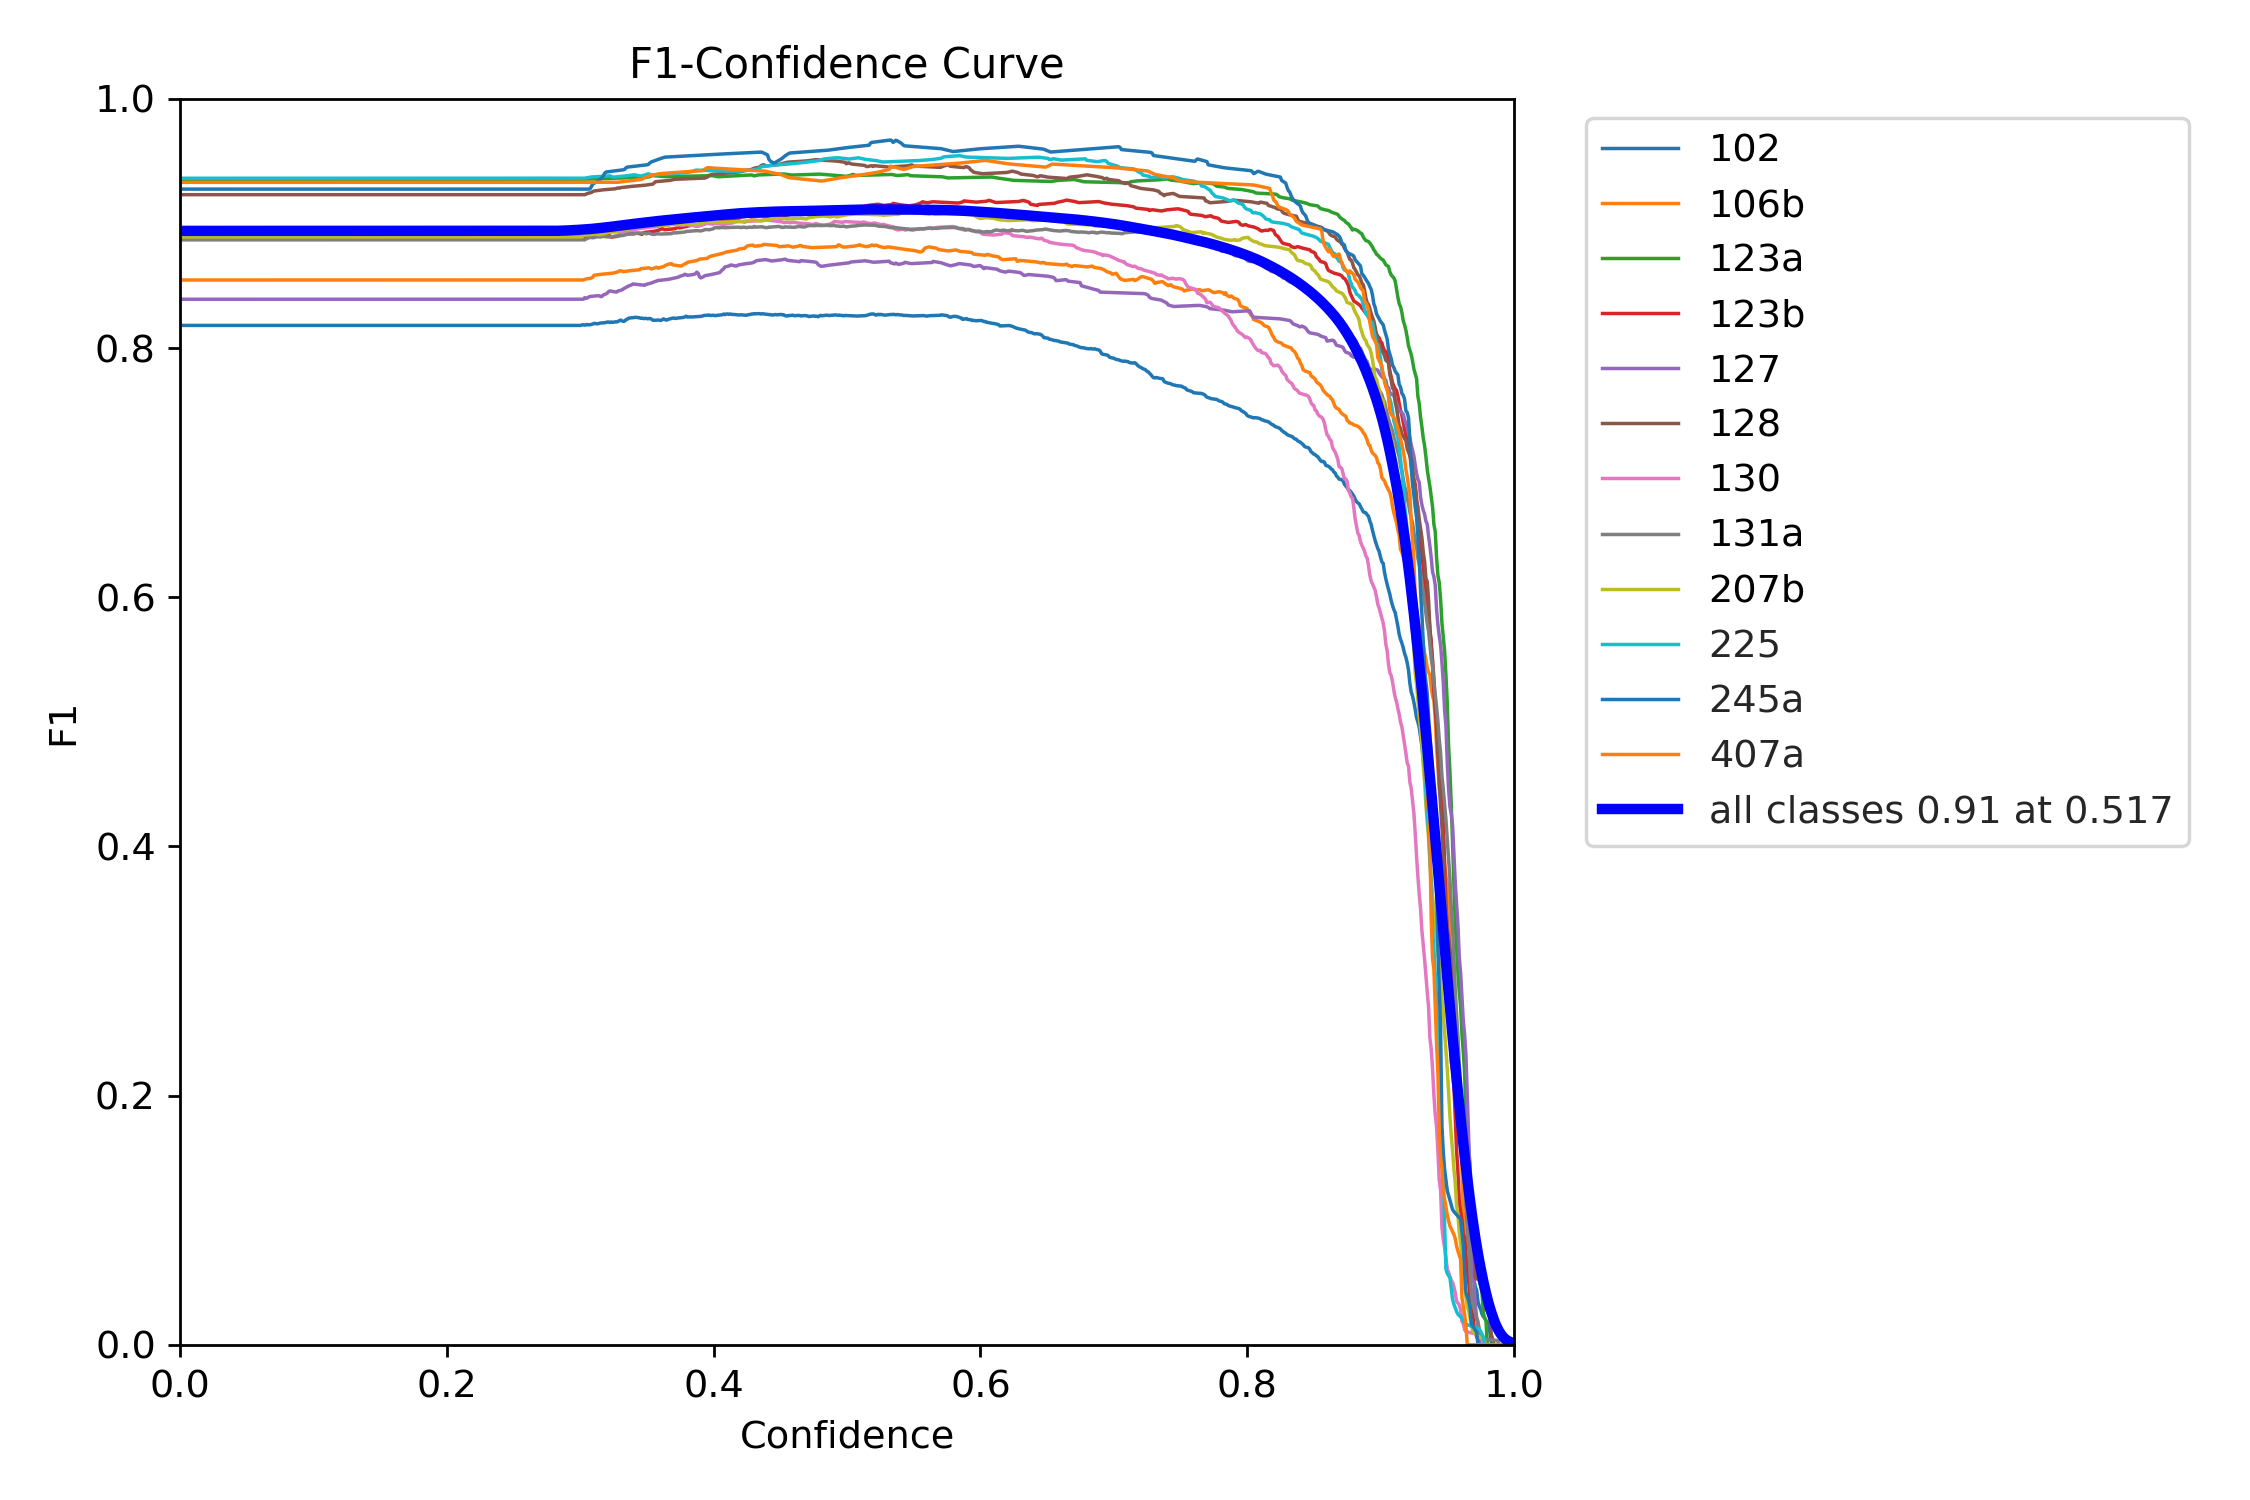 F1-Confidence Curve
1.0
0.8
0.6
0.4
0.2
0.0
F1
0.0 0.2 0.4 0.6 0.8 1.0
Confidence
102
106b
123a
123b
127
128
130
131a
207b
225
245a
407a
all classes 0.91 at 0.517